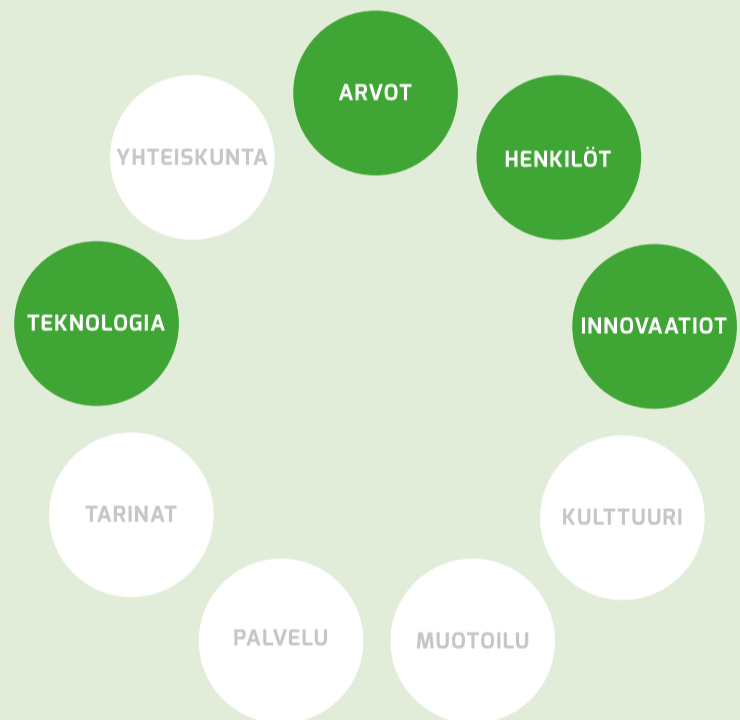 ARVOT
YHTEISKUNTA
HENKILÖT
TEKNOLOGIA
INNOVAATIOT
TARINAT
KULTTUURI
PALVELU
MUOTOILU